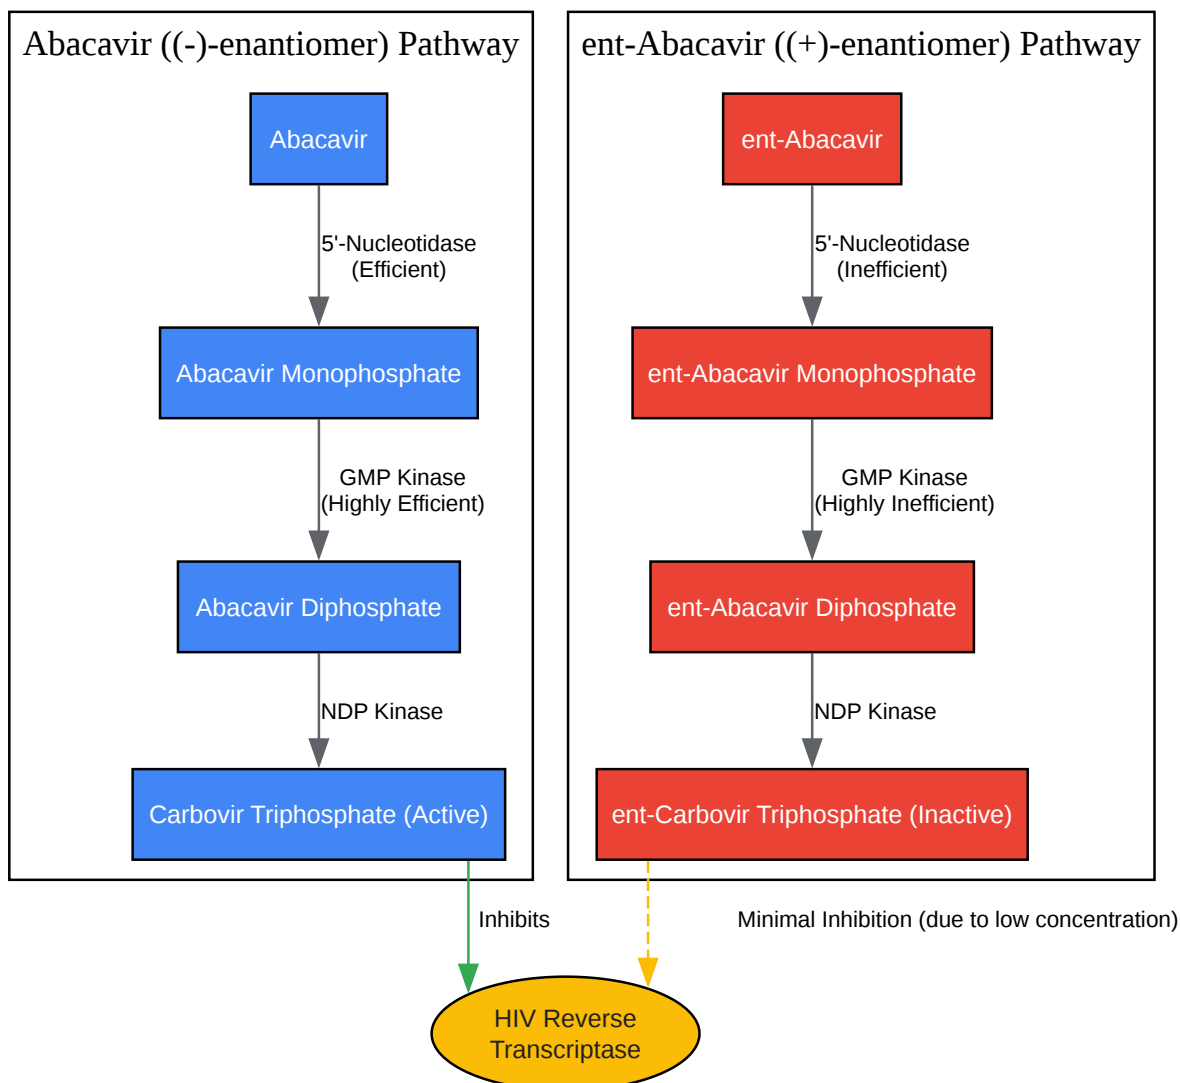 Abacavir ((-)-enantiomer) Pathway
Abacavir
5'-Nucleotidase
(Efficient)
Abacavir Monophosphate
GMP Kinase
(Highly Efficient)
Abacavir Diphosphate
NDP Kinase
Carbovir Triphosphate (Active)
Inhibits
ent-Abacavir ((+)-enantiomer) Pathway
ent-Abacavir
5'-Nucleotidase
(Inefficient)
ent-Abacavir Monophosphate
GMP Kinase
(Highly Inefficient)
ent-Abacavir Diphosphate
NDP Kinase
ent-Carbovir Triphosphate (Inactive)
Minimal Inhibition (due to low concentration)
HIV Reverse
Transcriptase